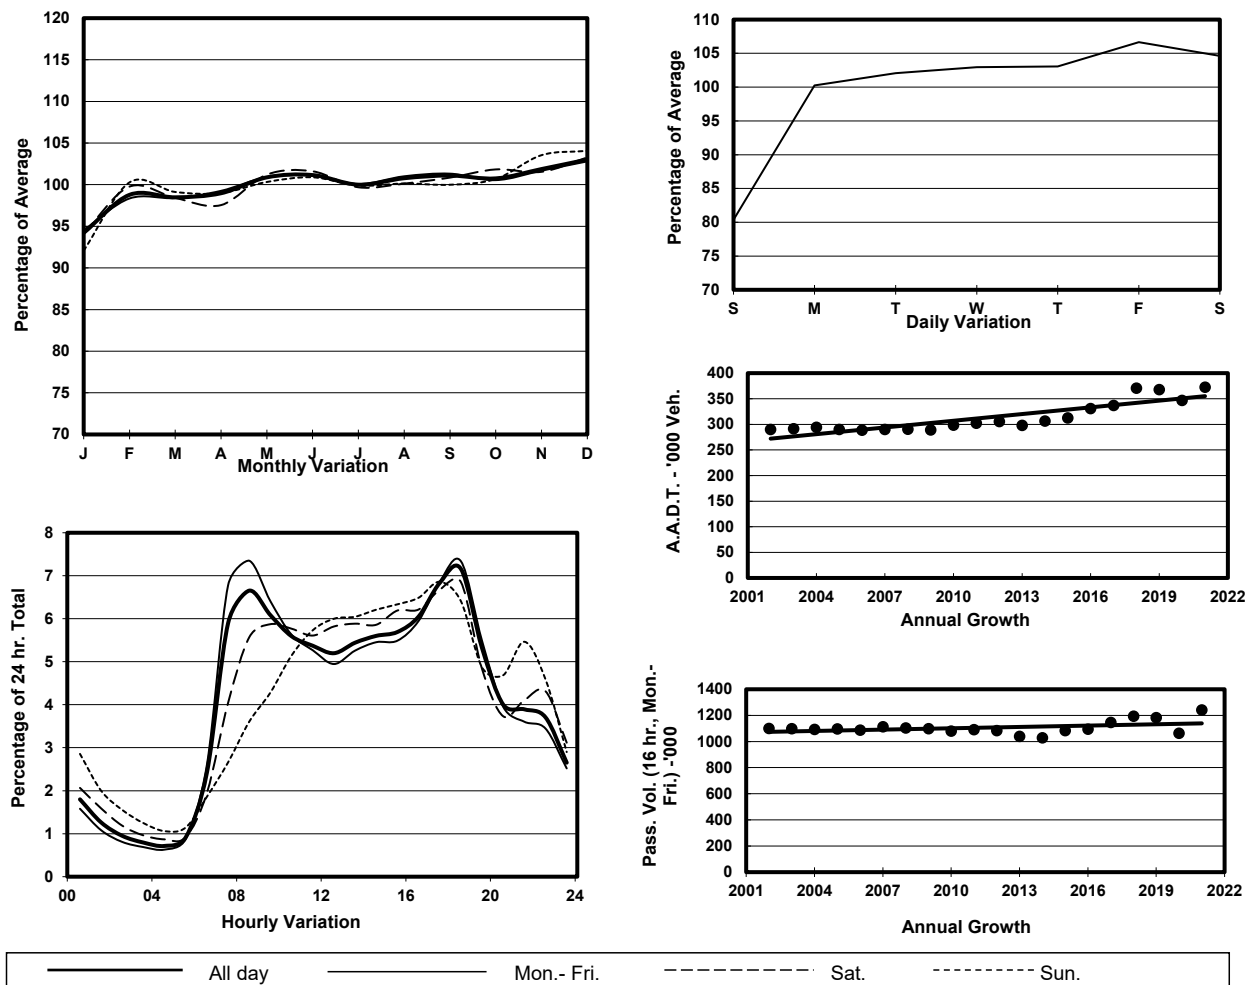 120
115
110
105
100
95
90
85
80
75
70
Percentage of Average
J F M A M J J A S O N D
Monthly Variation
110
105
100
95
90
85
80
75
70
Percentage of Average
S M T W T F S
Daily Variation
400
350
300
250
200
150
100
50
0
A.A.D.T. - '000 Veh.
2001 2004 2007 2010 2013 2016 2019 2022
Annual Growth
8
7
6
5
4
3
2
1
0
Percentage of 24 hr. Total
00 04 08 12 16 20 24
Hourly Variation
1400
1200
1000
800
600
400
200
0
Pass. Vol. (16 hr., Mon.-
Fri.) -'000
2001 2004 2007 2010 2013 2016 2019 2022
Annual Growth
All day Mon.- Fri. Sat. Sun.